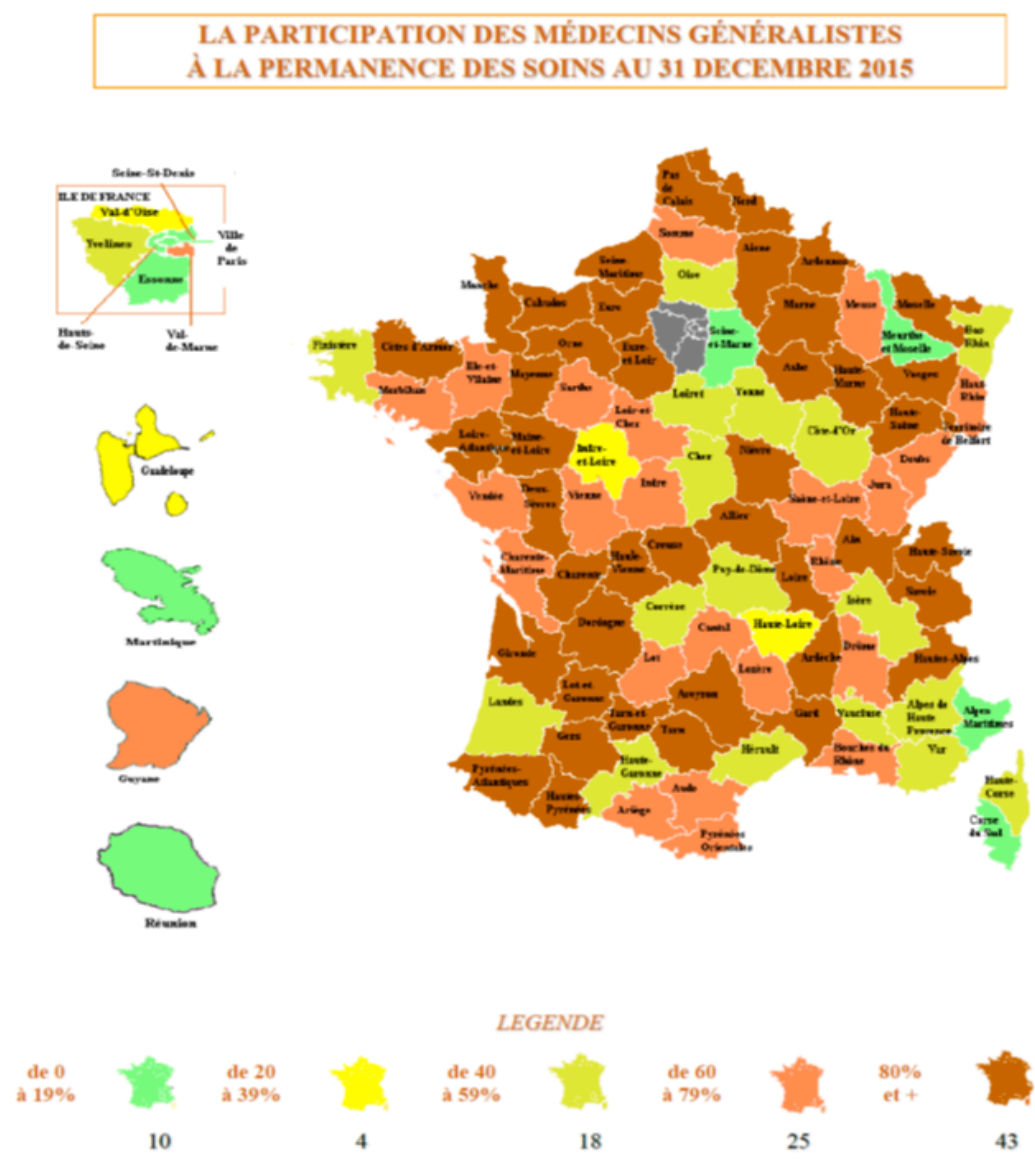 LA PARTICIPATION DES MÉDECINS GÉNÉRALISTES
À LA PERMANENCE DES SOINS AU 31 DECEMBRE 2015
Seine-St-Denis
ILE DE FRANCE
Val-d'Oise
Yvelines
Ville
de
Paris
Essonne
Hauts-
de-Seine
Val-
de-Marne
Guadeloupe
Martinique
Guyane
Réunion
Pas
de
Calais
Nord
Somme
Aisne
Ardennes
Seine-
Maritime
Oise
Manche
Calvados
Eure
Marne
Meuse
Moselle
Seine-
et-Marne
Meurthe
et Moselle
Bas
Rhin
Finistère
Côtes d'Armor
Orne
Eure-
et-Loir
Aube
Haute-
Marne
Vosges
Ille-et-
Vilaine
Mayenne
Morbihan
Sarthe
Loiret
Yonne
Haut-
Rhin
Loir-et-
Cher
Haute-
Saône
Territoire
de Belfort
Loire-
Atlantique
Maine-
et-Loire
Indre-
et-Loire
Cher
Nièvre
Côte-d'Or
Doubs
Vendée
Deux-
Sèvres
Vienne
Indre
Saône-et-Loire
Jura
Allier
Charente-
Maritime
Charente
Haute-
Vienne
Creuse
Puy-de-Dôme
Loire
Rhône
Ain
Haute-Savoie
Savoie
Isère
Corrèze
Dordogne
Gironde
Cantal
Haute-Loire
Lot
Lozère
Ardèche
Drôme
Hautes-Alpes
Landes
Lot-et-
Garonne
Tarn-et-
Garonne
Aveyron
Gard
Vaucluse
Alpes de
Haute
Provence
Alpes
Maritimes
Gers
Tarn
Hérault
Bouches du
Rhône
Var
Pyrénées-
Atlantiques
Hautes-
Pyrénées
Haute-
Garonne
Ariège
Aude
Pyrénées
Orientales
Haute-
Corse
Corse
du Sud
LEGENDE
de 0
à 19%
de 20
à 39%
de 40
à 59%
de 60
à 79%
80%
et +
10
4
18
25
43